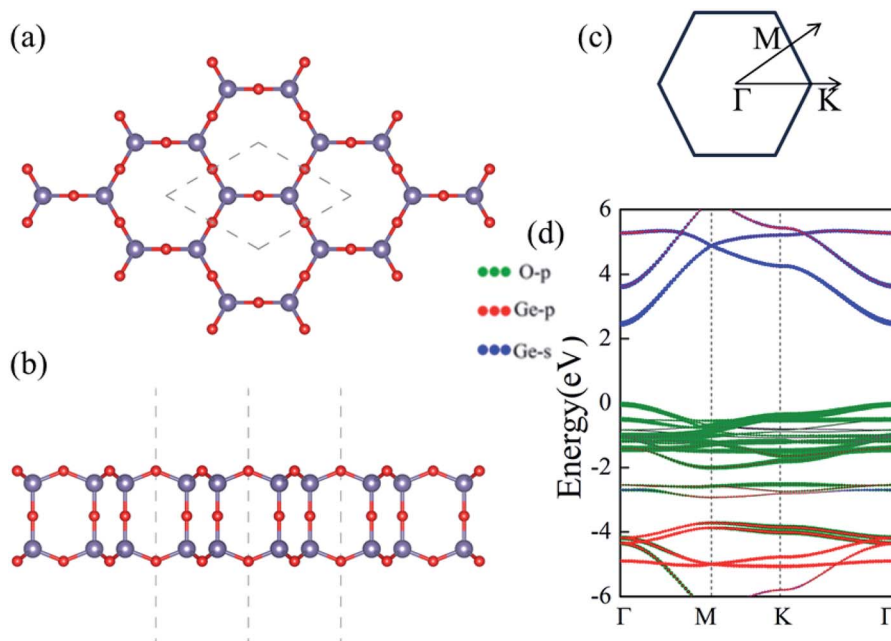 (a)
(b)
(c)
M
Γ
K
(d)
O-p
Ge-p
Ge-s
Energy(eV)
6
4
2
0
-2
-4
-6
Γ
M
K
Γ